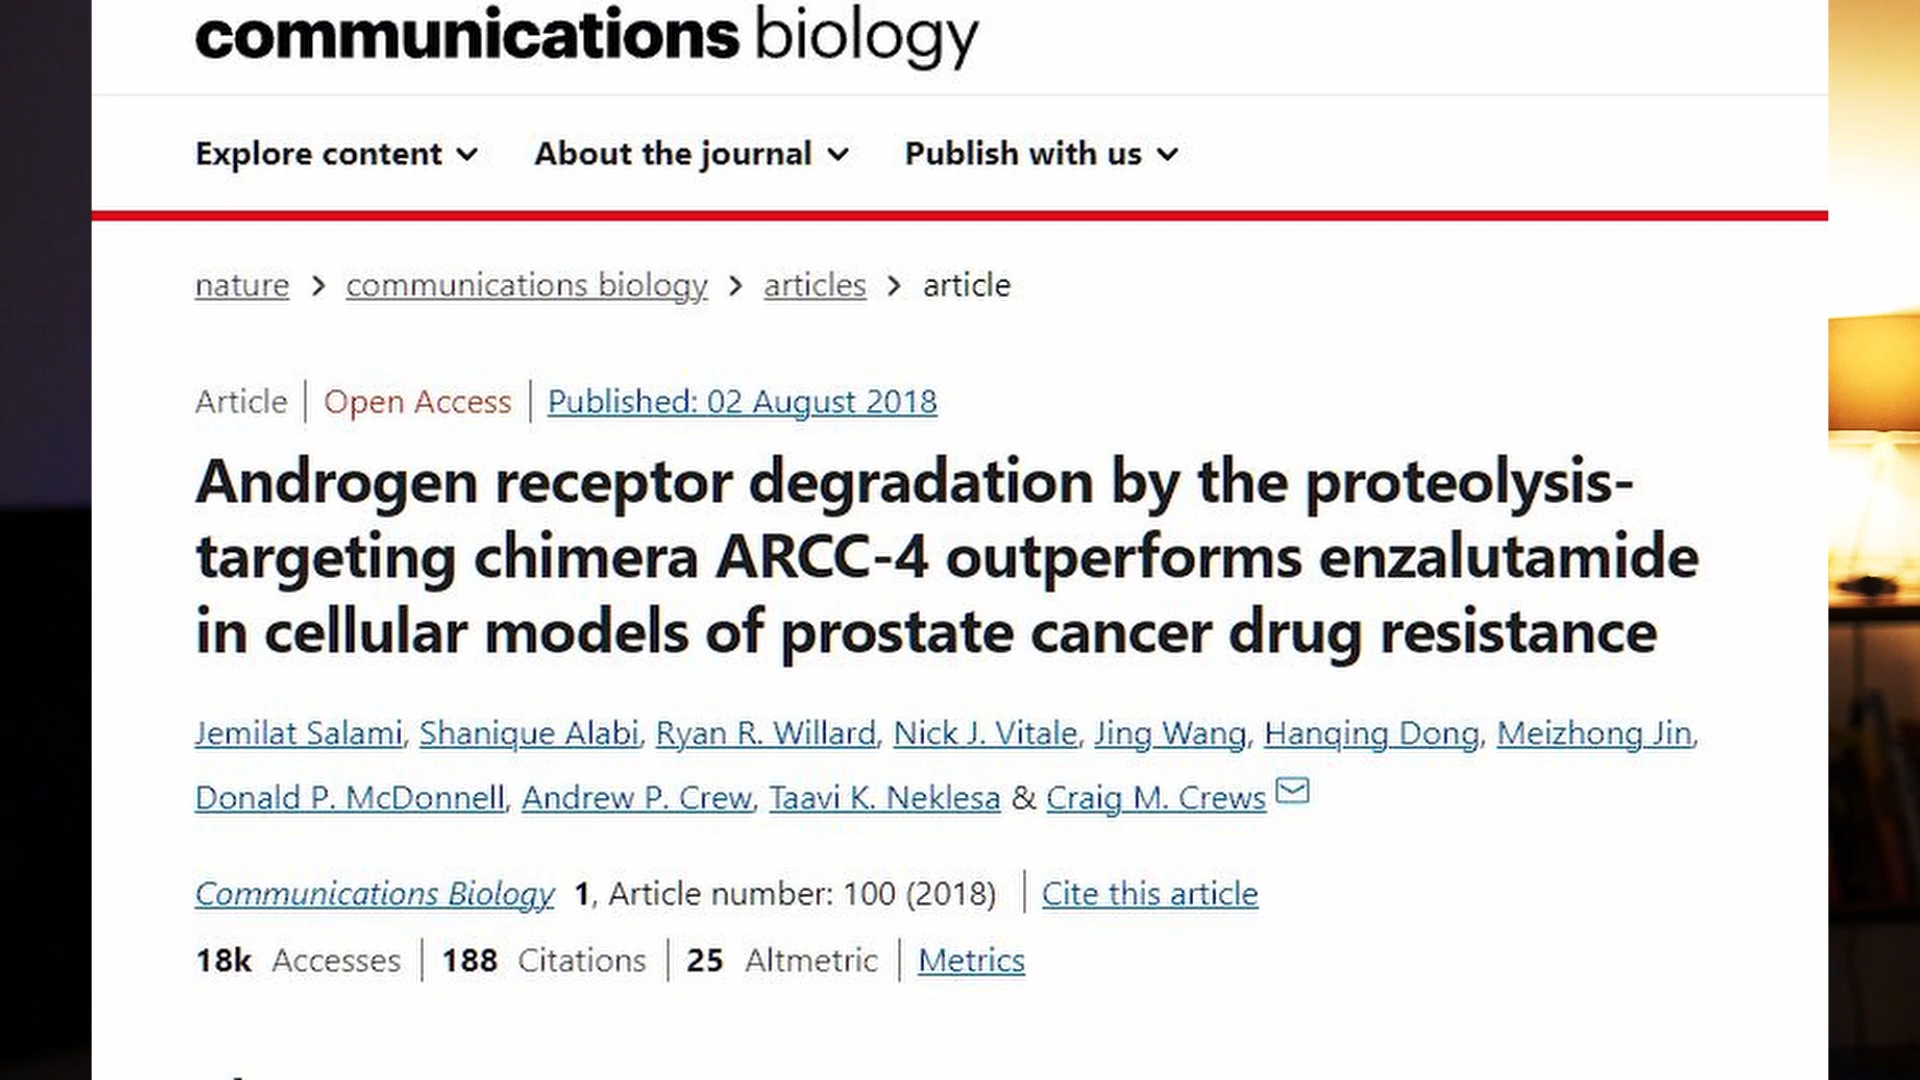 communications biology
Explore content About the journal Publish with us
nature > communications biology > articles > article
Article | Open Access | Published: 02 August 2018
Androgen receptor degradation by the proteolysis-
targeting chimera ARCC-4 outperforms enzalutamide
in cellular models of prostate cancer drug resistance
Jemilat Salami, Shanique Alabi, Ryan R. Willard, Nick J. Vitale, Jing Wang, Hanqing Dong, Meizhong Jin,
Donald P. McDonnell, Andrew P. Crew, Taavi K. Neklesa & Craig M. Crews
Communications Biology 1, Article number: 100 (2018) | Cite this article
18k Accesses | 188 Citations | 25 Altmetric | Metrics